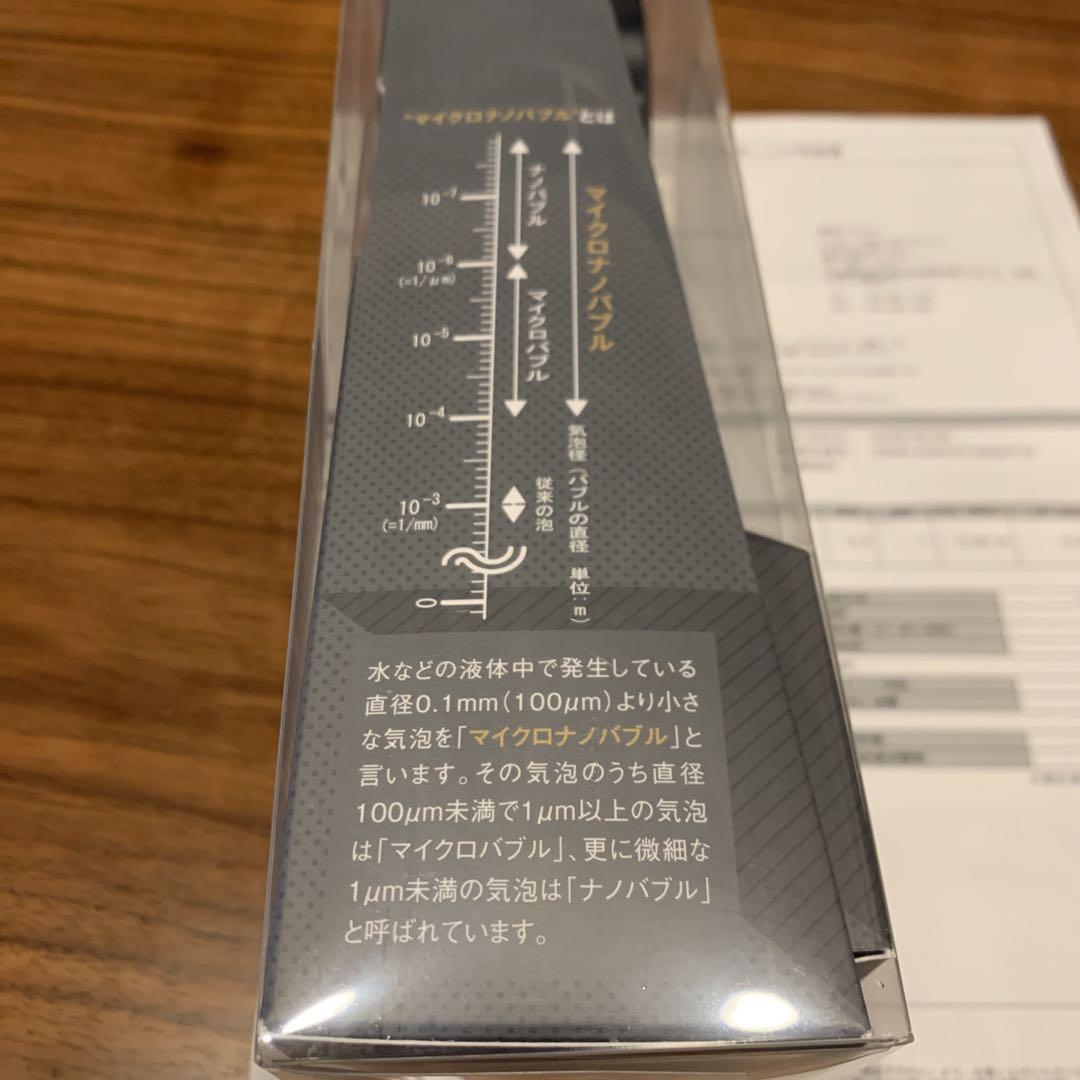 "マイクロナノバブル"とは
10⁻⁷
10⁻⁶
(=1/μm)
10⁻⁵
10⁻⁴
10⁻³
(=1/mm)
0
ナノバブル
マイクロバブル
従来の泡
マイクロナノバブル
気泡径（バブルの直径 単位:m）
水などの液体中で発生している
直径0.1mm(100μm)より小さ
な気泡を「マイクロナノバブル」と
言います。その気泡のうち直径
100μm未満で1μm以上の気泡
は「マイクロバブル」、更に微細な
1μm未満の気泡は「ナノバブル」
と呼ばれています。